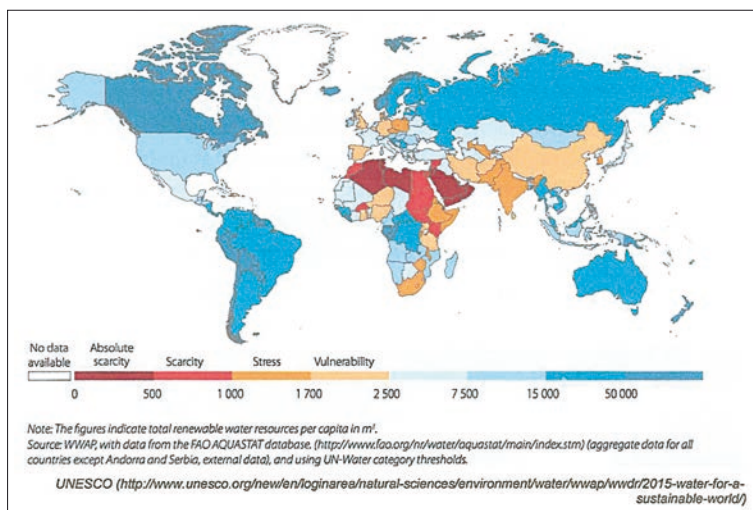 No data available
Absolute scarcity
Scarcity
Stress
Vulnerability
0 500 1 000 1 700 2 500 7 500 15 000 50 000
Note: The figures indicate total renewable water resources per capita in m³.
Source: WWAP, with data from the FAO AQUASTAT database. (http://www.fao.org/nr/water/aquastat/main/index.stm) (aggregate data for all
countries except Andorra and Serbia, external data), and using UN-Water category thresholds.
UNESCO (http://www.unesco.org/new/en/loginarea/natural-sciences/environment/water/wwap/wwdr/2015-water-for-a-
sustainable-world/)